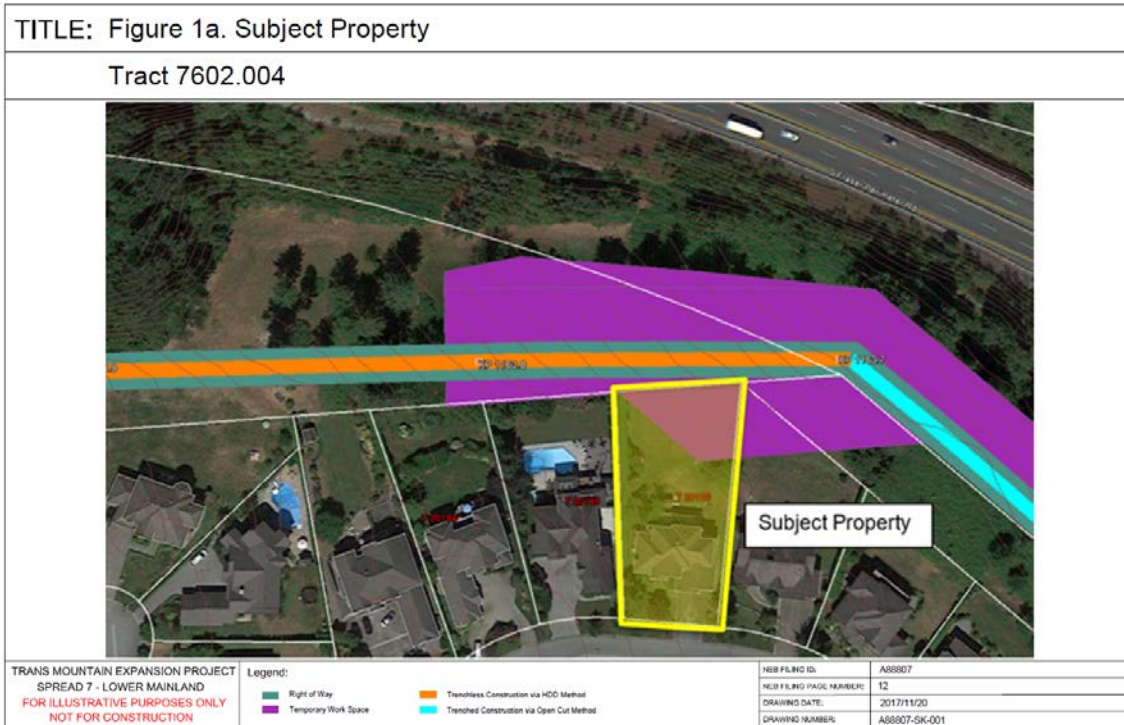 TITLE: Figure 1a. Subject Property
Tract 7602.004
S Fraser Perimeter Rd
Subject Property
TRANS MOUNTAIN EXPANSION PROJECT
SPREAD 7 - LOWER MAINLAND
FOR ILLUSTRATIVE PURPOSES ONLY
NOT FOR CONSTRUCTION
Legend:
Right of Way
Temporary Work Space
Trenchless Construction via HDD Method
Trenched Construction via Open Cut Method
NEB FILING ID: A88807
NEB FILING PAGE NUMBER: 12
DRAWING DATE: 2017/11/20
DRAWING NUMBER: A88807-SK-001